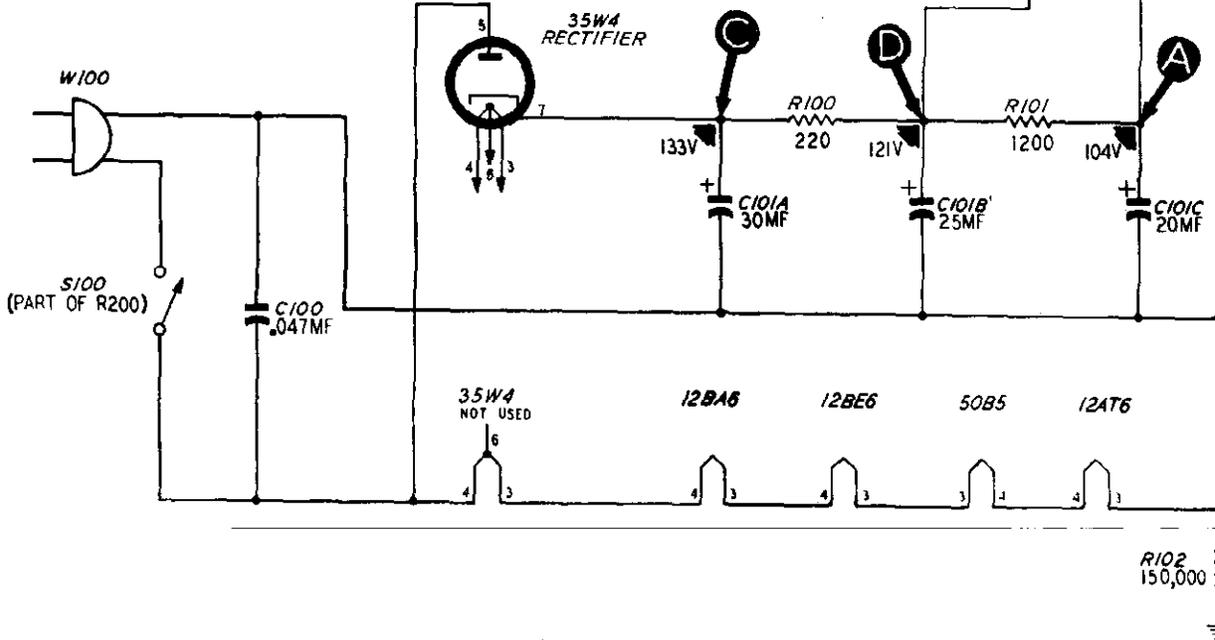 35W4
RECTIFIER
5
C
D
A
W100
7
R100
220
R101
1200
133V
121V
104V
4 6 3
+ C101A
30MF
+ C101B
25MF
+ C101C
20MF
S100
(PART OF R200)
C100
.047MF
35W4
NOT USED
6
12BA6
12BE6
50B5
12AT6
4 3
4 3
4 3
3 4
4 3
R102
150,000